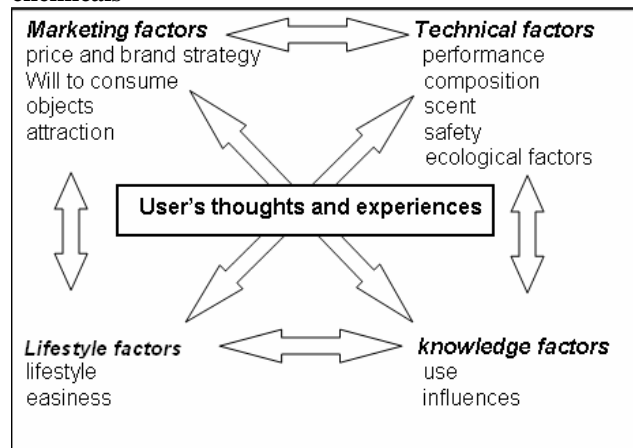 Marketing factors
price and brand strategy
Will to consume
objects
attraction
Technical factors
performance
composition
scent
safety
ecological factors
User's thoughts and experiences
Lifestyle factors
lifestyle
easiness
knowledge factors
use
influences